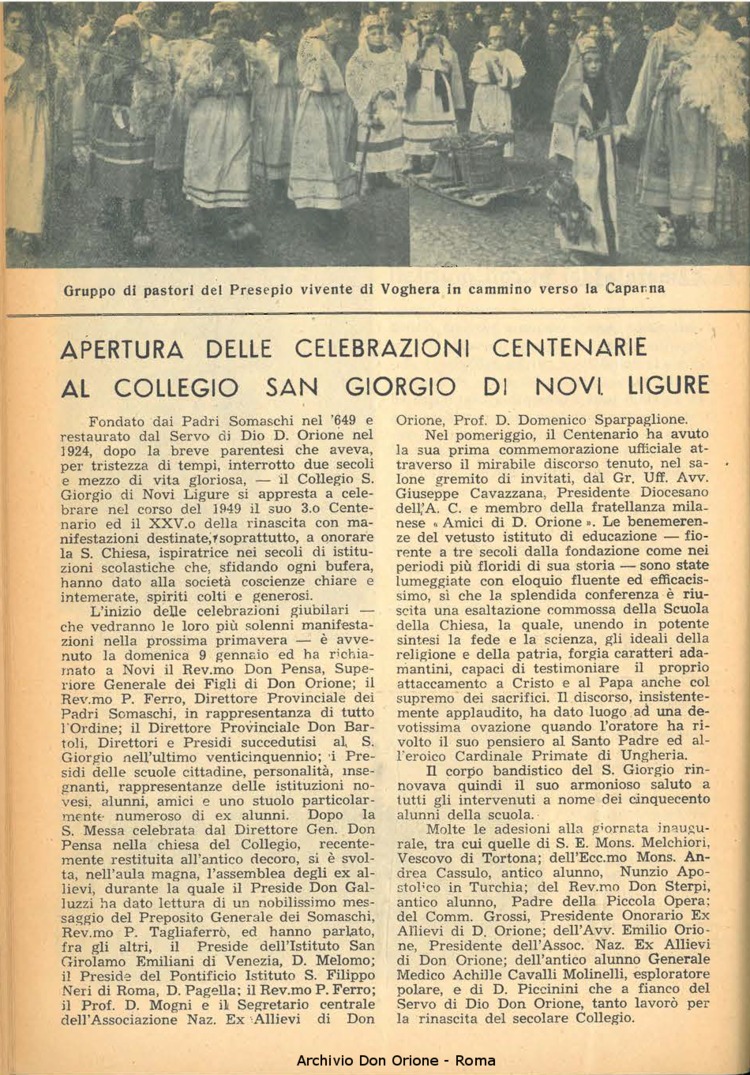 Gruppo di pastori del Presepio vivente di Voghera in cammino verso la Capanna
APERTURA DELLE CELEBRAZIONI CENTENARIE
AL COLLEGIO SAN GIORGIO DI NOVI LIGURE
Fondato dai Padri Somaschi nel '649 e
restaurato dal Servo di Dio D. Orione nel
1924, dopo la breve parentesi che aveva,
per tristezza di tempi, interrotto due secoli
e mezzo di vita gloriosa, — il Collegio S.
Giorgio di Novi Ligure si appresta a cele-
brare nel corso del 1949 il suo 3.o Cente-
nario ed il XXV.o della rinascita con ma-
nifestazioni destinate, soprattutto, a onorare
la S. Chiesa, ispiratrice nei secoli di istitu-
zioni scolastiche che, sfidando ogni bufera,
hanno dato alla società coscienze chiare e
intemerate, spiriti colti e generosi.
L'inizio delle celebrazioni giubilari —
che vedranno le loro più solenni manifesta-
zioni nella prossima primavera — è avve-
nuto la domenica 9 gennaio ed ha richia-
mato a Novi il Rev.mo Don Pensa, Supe-
riore Generale dei Figli di Don Orione; il
Rev.mo P. Ferro, Direttore Provinciale dei
Padri Somaschi, in rappresentanza di tutto
l'Ordine; il Direttore Provinciale Don Bar-
toli, Direttori e Presidi succedutisi al S.
Giorgio nell'ultimo venticinquennio; i Pre-
sidi delle scuole cittadine, personalità, inse-
gnanti, rappresentanze delle istituzioni no-
vesi, alunni, amici e uno stuolo particolar-
mente numeroso di ex alunni. Dopo la
S. Messa celebrata dal Direttore Gen. Don
Pensa nella chiesa del Collegio, recente-
mente restituita all'antico decoro, si è svol-
ta, nell'aula magna, l'assemblea degli ex al-
lievi, durante la quale il Preside Don Gal-
luzzi ha dato lettura di un nobilissimo mes-
saggio del Preposito Generale dei Somaschi,
Rev.mo P. Tagliaferrò, ed hanno parlato,
fra gli altri, il Preside dell'Istituto San
Girolamo Emiliani di Venezia, D. Melomo;
il Preside del Pontificio Istituto S. Filippo
Neri di Roma, D. Pagella; il Rev.mo P. Ferro;
il Prof. D. Mogni e il Segretario centrale
dell'Associazione Naz. Ex Allievi di Don
Orione, Prof. D. Domenico Sparpaglione.
Nel pomeriggio, il Centenario ha avuto
la sua prima commemorazione ufficiale at-
traverso il mirabile discorso tenuto, nel sa-
lone gremito di invitati, dal Gr. Uff. Avv.
Giuseppe Cavazzana, Presidente Diocesano
dell'A. C. e membro della fratellanza mila-
nese « Amici di D. Orione ». Le benemeren-
ze del vetusto istituto di educazione — fio-
rente a tre secoli dalla fondazione come nei
periodi più floridi di sua storia — sono state
lumeggiate con eloquio fluente ed efficacis-
simo, sì che la splendida conferenza è riu-
scita una esaltazione commossa della Scuola
della Chiesa, la quale, unendo in potente
sintesi la fede e la scienza, gli ideali della
religione e della patria, forgia caratteri ada-
mantini, capaci di testimoniare il proprio
attaccamento a Cristo e al Papa anche col
supremo dei sacrifici. Il discorso, insistente-
mente applaudito, ha dato luogo ad una de-
votissima ovazione quando l'oratore ha ri-
volto il suo pensiero al Santo Padre ed al-
l'eroico Cardinale Primate di Ungheria.
Il corpo bandistico del S. Giorgio rin-
novava quindi il suo armonioso saluto a
tutti gli intervenuti a nome dei cinquecento
alunni della scuola.
Molte le adesioni alla giornata inaugu-
rale, tra cui quelle di S. E. Mons. Melchiori,
Vescovo di Tortona; dell'Ecc.mo Mons. An-
drea Cassulo, antico alunno, Nunzio Apo-
stolico in Turchia; del Rev.mo Don Sterpi,
antico alunno, Padre della Piccola Opera;
del Comm. Grossi, Presidente Onorario Ex
Allievi di D. Orione; dell'Avv. Emilio Orio-
ne, Presidente dell'Assoc. Naz. Ex Allievi
di Don Orione; dell'antico alunno Generale
Medico Achille Cavalli Molinelli, esploratore
polare, e di D. Piccinini che a fianco del
Servo di Dio Don Orione, tanto lavorò per
la rinascita del secolare Collegio.
Archivio Don Orione - Roma